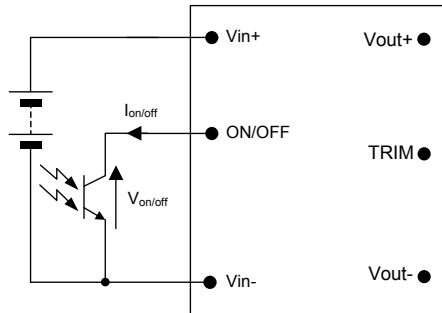 Vin+
Vout+
Ion/off
ON/OFF
TRIM
Von/off
Vin-
Vout-